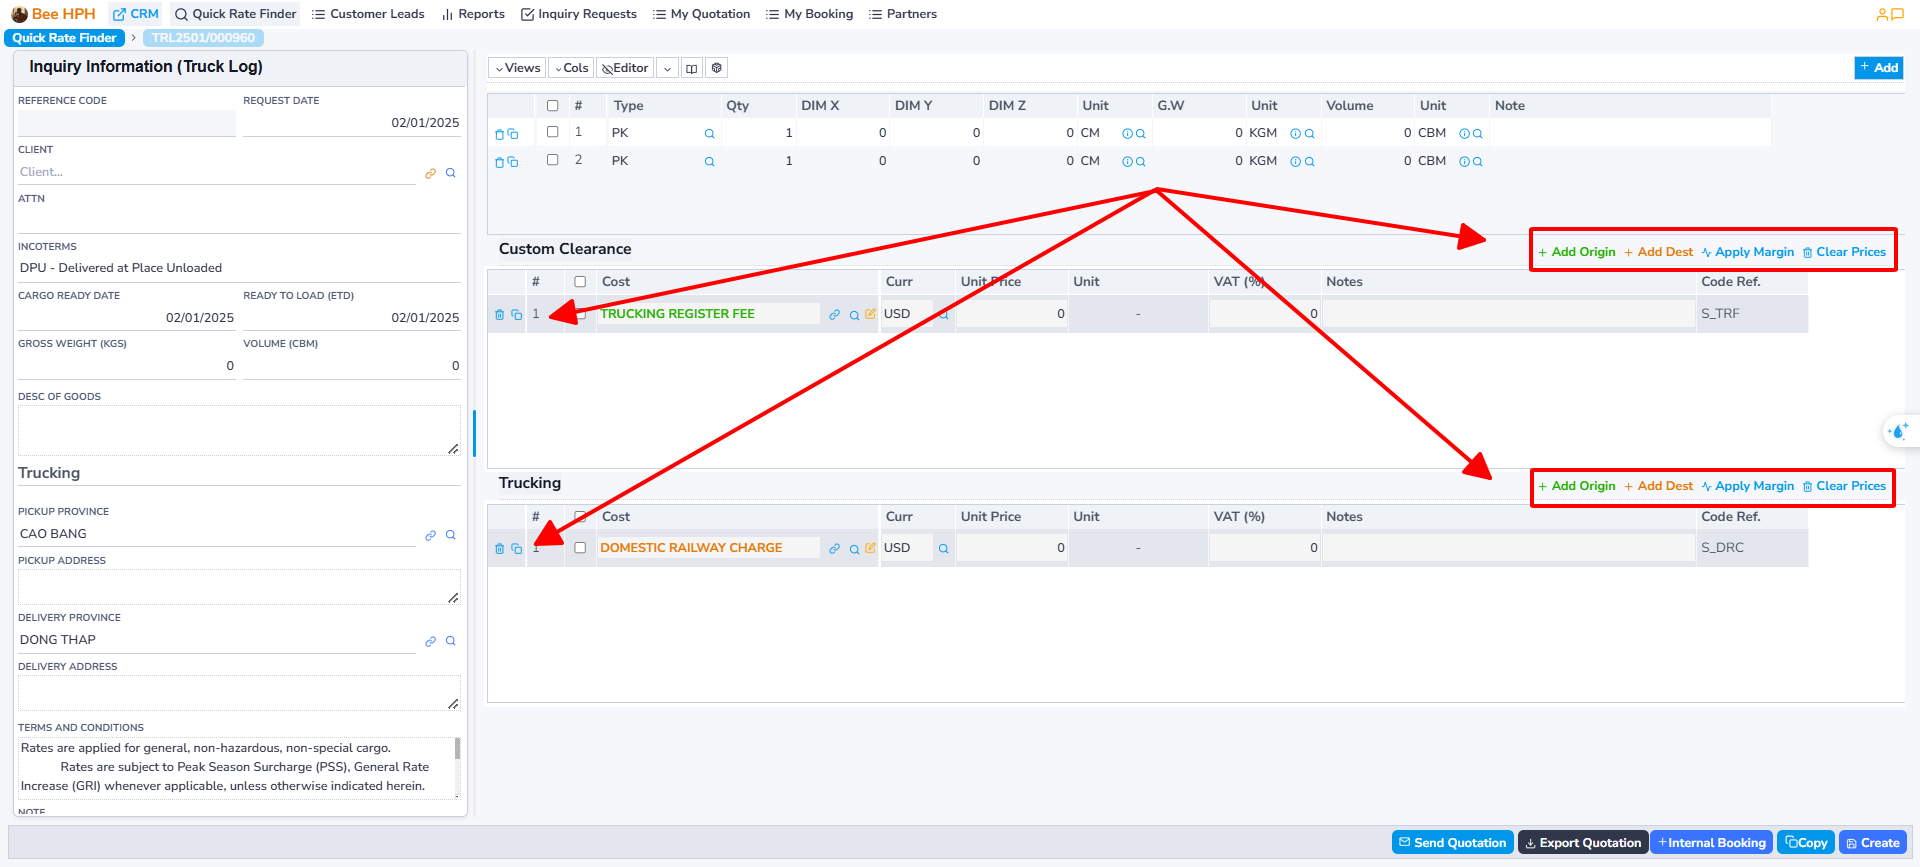 Bee HPH CRM Quick Rate Finder Customer Leads Reports Inquiry Requests My Quotation My Booking Partners
Quick Rate Finder > TRL2501/000960
Inquiry Information (Truck Log)
REFERENCE CODE REQUEST DATE
02/01/2025
CLIENT
Client...
ATTN
INCOTERMS
DPU - Delivered at Place Unloaded
CARGO READY DATE READY TO LOAD (ETD)
02/01/2025 02/01/2025
GROSS WEIGHT (KGS) VOLUME (CBM)
0 0
DESC OF GOODS
Trucking
PICKUP PROVINCE
CAO BANG
PICKUP ADDRESS
DELIVERY PROVINCE
DONG THAP
DELIVERY ADDRESS
TERMS AND CONDITIONS
Rates are applied for general, non-hazardous, non-special cargo.
Rates are subject to Peak Season Surcharge (PSS), General Rate
Increase (GRI) whenever applicable, unless otherwise indicated herein.
NOTE
Views Cols Editor + Add
# Type Qty DIM X DIM Y DIM Z Unit G.W Unit Volume Unit Note
1 PK 1 0 0 0 CM 0 KGM 0 CBM
2 PK 1 0 0 0 CM 0 KGM 0 CBM
Custom Clearance + Add Origin + Add Dest Apply Margin Clear Prices
# Cost Curr Unit Price Unit VAT (%) Notes Code Ref.
1 TRUCKING REGISTER FEE USD 0 - 0 S_TRF
Trucking + Add Origin + Add Dest Apply Margin Clear Prices
# Cost Curr Unit Price Unit VAT (%) Notes Code Ref.
1 DOMESTIC RAILWAY CHARGE USD 0 - 0 S_DRC
Send Quotation Export Quotation +Internal Booking Copy Create